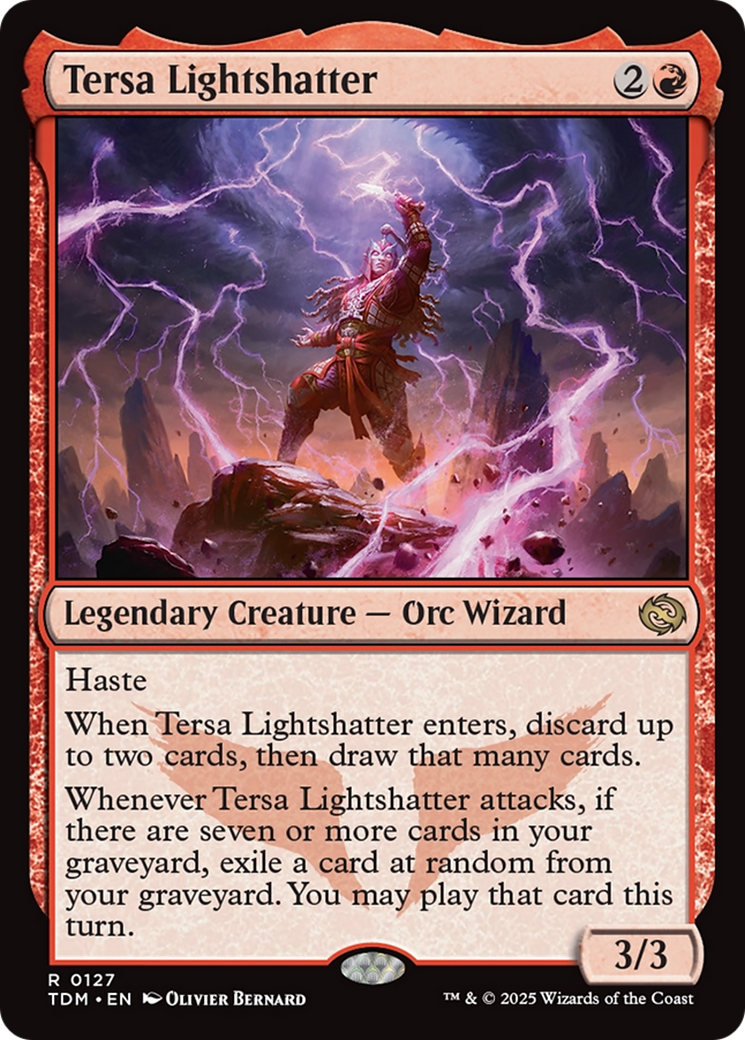 Tersa Lightshatter 2
Legendary Creature — Orc Wizard
Haste
When Tersa Lightshatter enters, discard up
to two cards, then draw that many cards.
Whenever Tersa Lightshatter attacks, if
there are seven or more cards in your
graveyard, exile a card at random from
your graveyard. You may play that card this
turn.
3/3
R 0127
TDM • EN Olivier Bernard
™ & © 2025 Wizards of the Coast